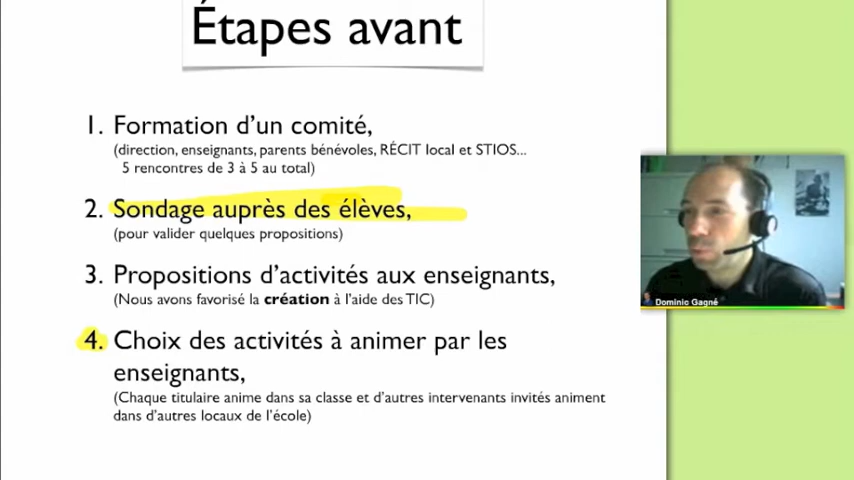 Étapes avant
1. Formation d'un comité,
(direction, enseignants, parents bénévoles, RÉCIT local et STIOS...
5 rencontres de 3 à 5 au total)
2. Sondage auprès des élèves,
(pour valider quelques propositions)
3. Propositions d'activités aux enseignants,
(Nous avons favorisé la création à l'aide des TIC)
4. Choix des activités à animer par les
enseignants,
(Chaque titulaire anime dans sa classe et d'autres intervenants invités animent
dans d'autres locaux de l'école)
Dominic Gagné